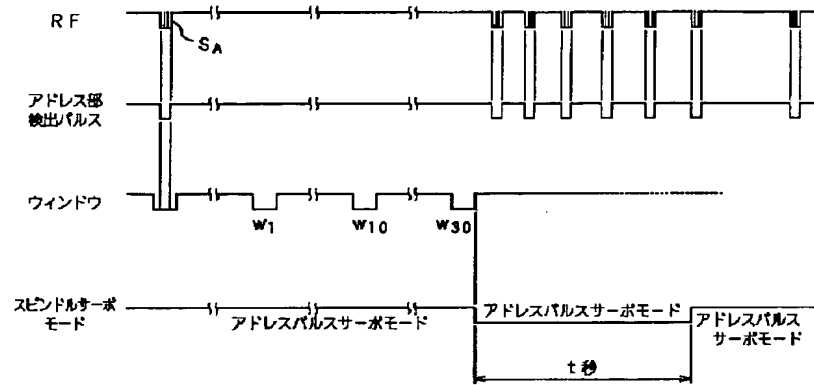 RF
SA
アドレス部
検出パルス
ウィンドウ
W1
W10
W30
スピンドルサーボ
モード
アドレスパルスサーボモード
アドレスパルスサーボモード
アドレスパルス
サーボモード
t秒